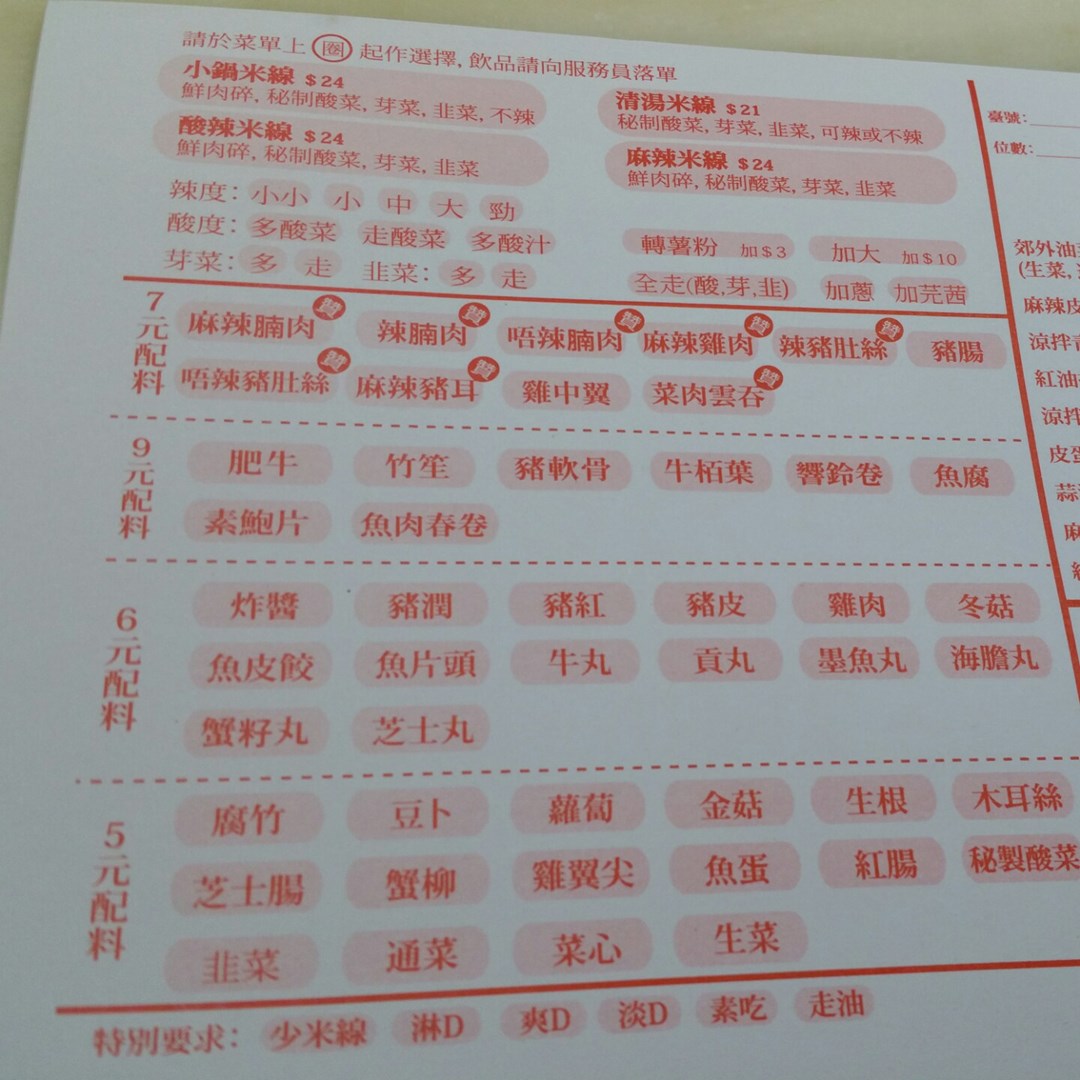 請於菜單上 圈 起作選擇, 飲品請向服務員落單
小鍋米線 $24
鮮肉碎, 秘制酸菜, 芽菜, 韭菜, 不辣
酸辣米線 $24
鮮肉碎, 秘制酸菜, 芽菜, 韭菜
清湯米線 $21
秘制酸菜, 芽菜, 韭菜, 可辣或不辣
麻辣米線 $24
鮮肉碎, 秘制酸菜, 芽菜, 韭菜
辣度: 小小 小 中 大 勁
酸度: 多酸菜 走酸菜 多酸汁
芽菜: 多 走 韭菜: 多 走
轉薯粉 加$3 加大 加$10
全走(酸,芽,韭) 加蔥 加芫茜
7元配料
麻辣腩肉 辣腩肉 唔辣腩肉 麻辣雞肉 辣豬肚絲 豬腸
唔辣豬肚絲 麻辣豬耳 雞中翼 菜肉雲吞
9元配料
肥牛 竹笙 豬軟骨 牛栢葉 響鈴卷 魚腐
素鮑片 魚肉春卷
6元配料
炸醬 豬潤 豬紅 豬皮 雞肉 冬菇
魚皮餃 魚片頭 牛丸 貢丸 墨魚丸 海膽丸
蟹籽丸 芝士丸
5元配料
腐竹 豆卜 蘿蔔 金菇 生根 木耳絲
芝士腸 蟹柳 雞翼尖 魚蛋 紅腸 秘製酸菜
韭菜 通菜 菜心 生菜
特別要求: 少米線 淋D 爽D 淡D 素吃 走油
臺號:
位數:
郊外油
(生菜,
麻辣皮
涼拌
紅油
涼拌
皮蛋
蒜
麻